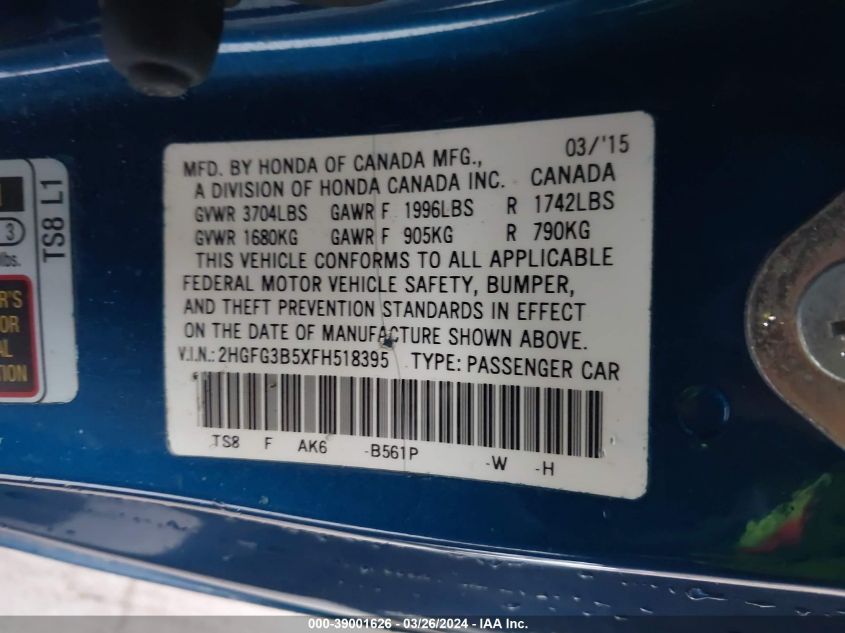 MFD. BY HONDA OF CANADA MFG., 03/'15
A DIVISION OF HONDA CANADA INC. CANADA
GVWR 3704LBS GAWR F 1996LBS R 1742LBS
GVWR 1680KG GAWR F 905KG R 790KG
THIS VEHICLE CONFORMS TO ALL APPLICABLE
FEDERAL MOTOR VEHICLE SAFETY, BUMPER,
AND THEFT PREVENTION STANDARDS IN EFFECT
ON THE DATE OF MANUFACTURE SHOWN ABOVE.
V.I.N.: 2HGFG3B5XFH518395 TYPE: PASSENGER CAR
TS8 F AK6 -B561P -W -H
TS8 L1
3
lbs.
000-39001626 - 03/26/2024 - IAA Inc.